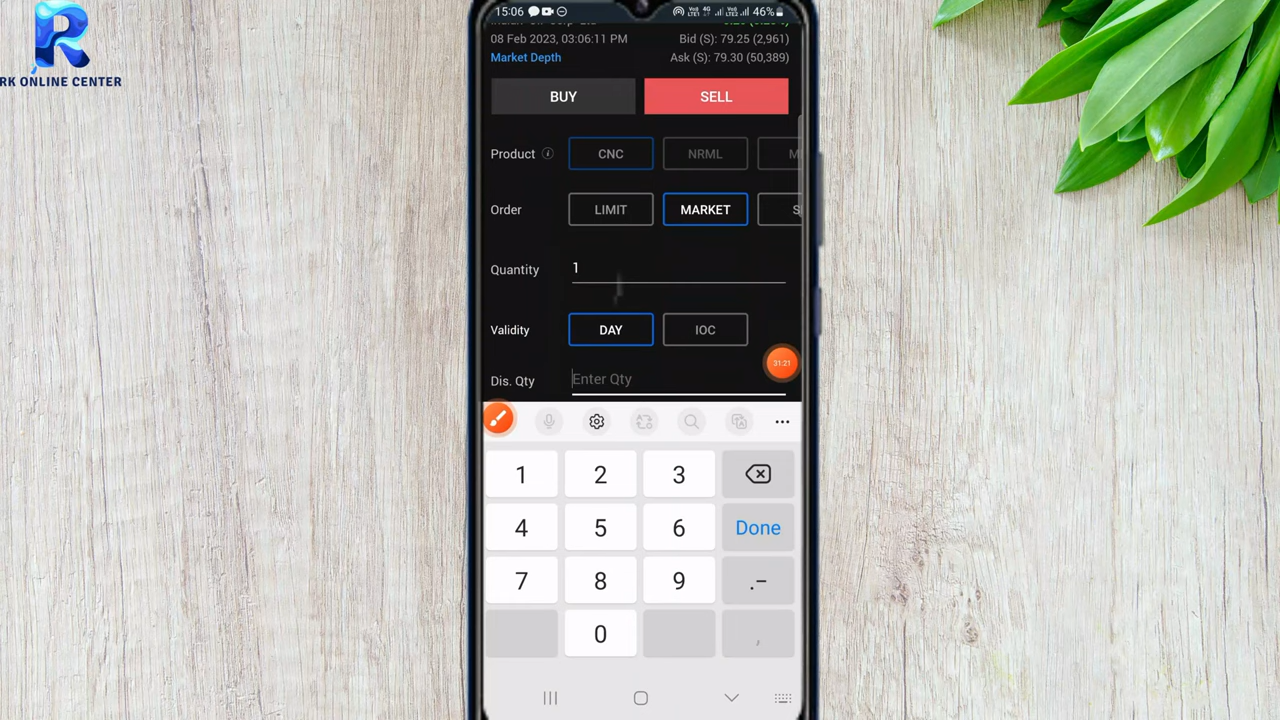 RK ONLINE CENTER
15:06 46%
08 Feb 2023, 03:06:11 PM Bid (S): 79.25 (2,961)
Market Depth Ask (S): 79.30 (50,389)
BUY SELL
Product CNC NRML M
Order LIMIT MARKET S
Quantity 1
Validity DAY IOC
31:21
Dis. Qty Enter Qty
1 2 3
4 5 6 Done
7 8 9 .-
0 ,